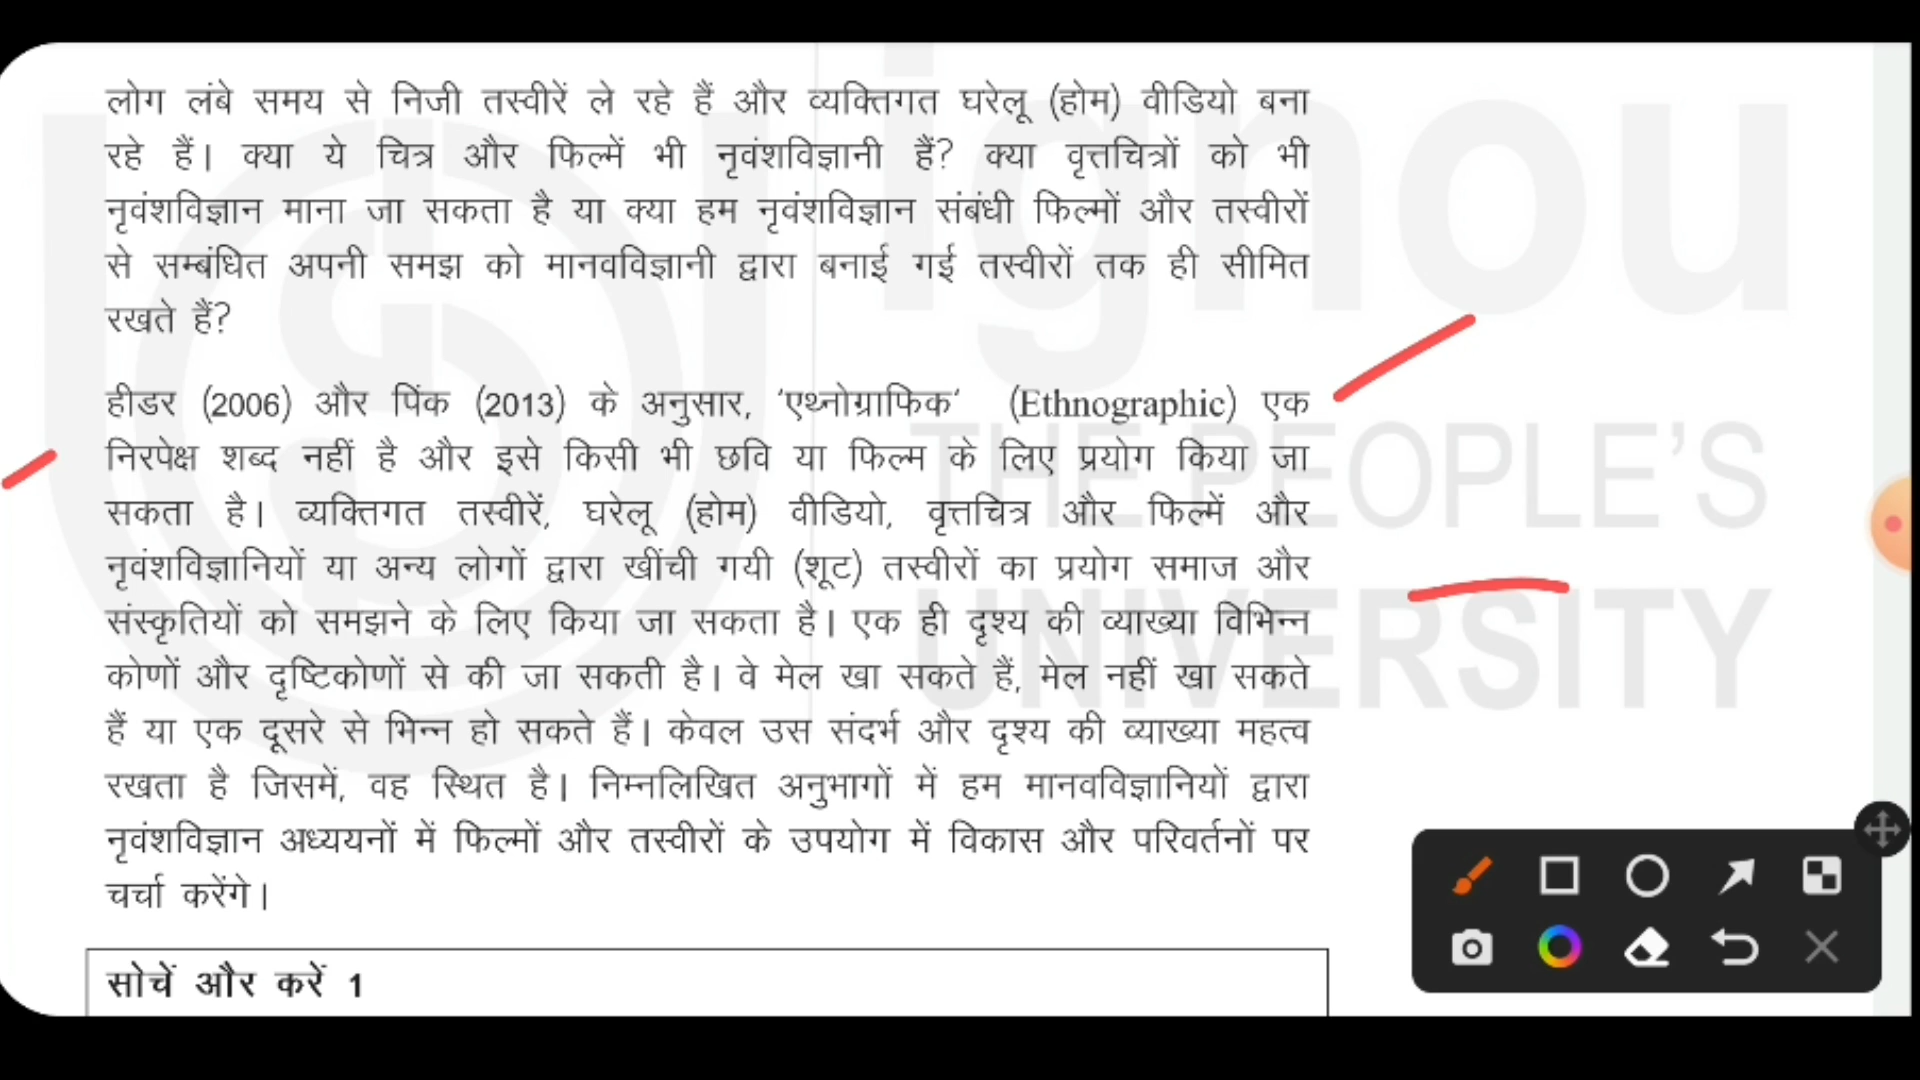 लोग लंबे समय से निजी तस्वीरें ले रहे हैं और व्यक्तिगत घरेलू (होम) वीडियो बना
रहे हैं। क्या ये चित्र और फिल्में भी नृवंशविज्ञानी हैं? क्या वृत्तचित्रों को भी
नृवंशविज्ञान माना जा सकता है या क्या हम नृवंशविज्ञान संबंधी फिल्मों और तस्वीरों
से सम्बंधित अपनी समझ को मानवविज्ञानी द्वारा बनाई गई तस्वीरों तक ही सीमित
रखते हैं?
हीडर (2006) और पिंक (2013) के अनुसार, ‘एथ्नोग्राफिक’ (Ethnographic) एक
निरपेक्ष शब्द नहीं है और इसे किसी भी छवि या फिल्म के लिए प्रयोग किया जा
सकता है। व्यक्तिगत तस्वीरें, घरेलू (होम) वीडियो, वृत्तचित्र और फिल्में और
नृवंशविज्ञानियों या अन्य लोगों द्वारा खींची गयी (शूट) तस्वीरों का प्रयोग समाज और
संस्कृतियों को समझने के लिए किया जा सकता है। एक ही दृश्य की व्याख्या विभिन्न
कोणों और दृष्टिकोणों से की जा सकती है। वे मेल खा सकते हैं, मेल नहीं खा सकते
हैं या एक दूसरे से भिन्न हो सकते हैं। केवल उस संदर्भ और दृश्य की व्याख्या महत्व
रखता है जिसमें, वह स्थित है। निम्नलिखित अनुभागों में हम मानवविज्ञानियों द्वारा
नृवंशविज्ञान अध्ययनों में फिल्मों और तस्वीरों के उपयोग में विकास और परिवर्तनों पर
चर्चा करेंगे।
सोचें और करें 1
ignou
THE PEOPLE’S
UNIVERSITY